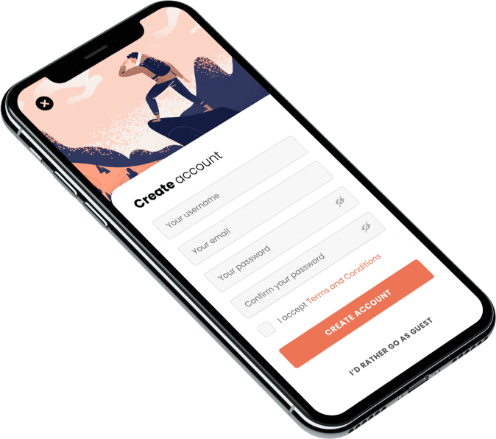 Create account
Your username
Your email
Your password
Confirm your password
I accept Terms and Conditions
CREATE ACCOUNT
I'D RATHER GO AS GUEST